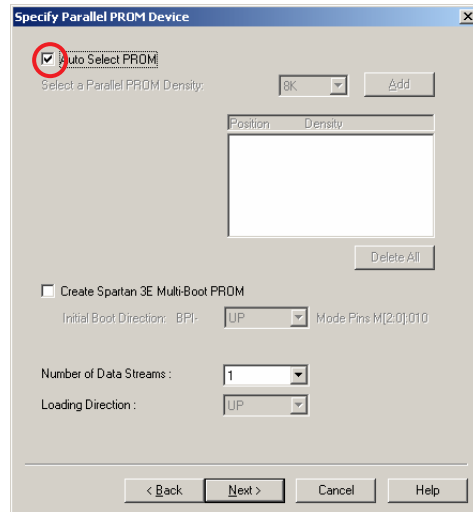 Specify Parallel PROM Device
Auto Select PROM
Select a Parallel PROM Density: 8K Add
Position Density
Delete All
Create Spartan 3E Multi-Boot PROM
Initial Boot Direction: BPI- UP Mode Pins M[2:0]:010
Number of Data Streams : 1
Loading Direction : UP
< Back Next > Cancel Help